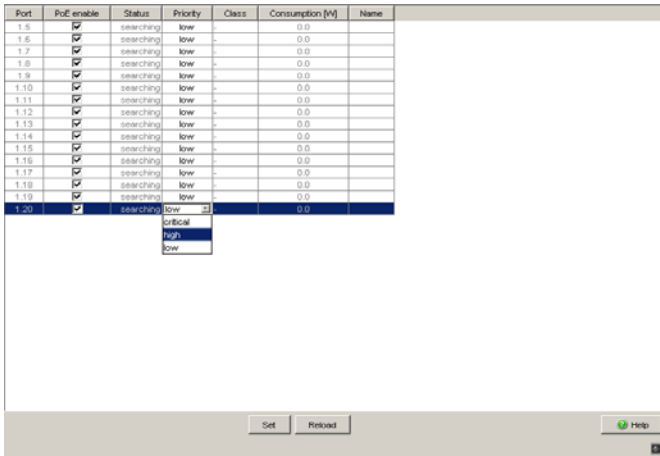 Port PoE enable Status Priority Class Consumption [W] Name
1.5 searching low - 0.0
1.6 searching low - 0.0
1.7 searching low - 0.0
1.8 searching low - 0.0
1.9 searching low - 0.0
1.10 searching low - 0.0
1.11 searching low - 0.0
1.12 searching low - 0.0
1.13 searching low - 0.0
1.14 searching low - 0.0
1.15 searching low - 0.0
1.16 searching low - 0.0
1.17 searching low - 0.0
1.18 searching low - 0.0
1.19 searching low - 0.0
1.20 searching low - 0.0
critical
high
low
Set Reload Help